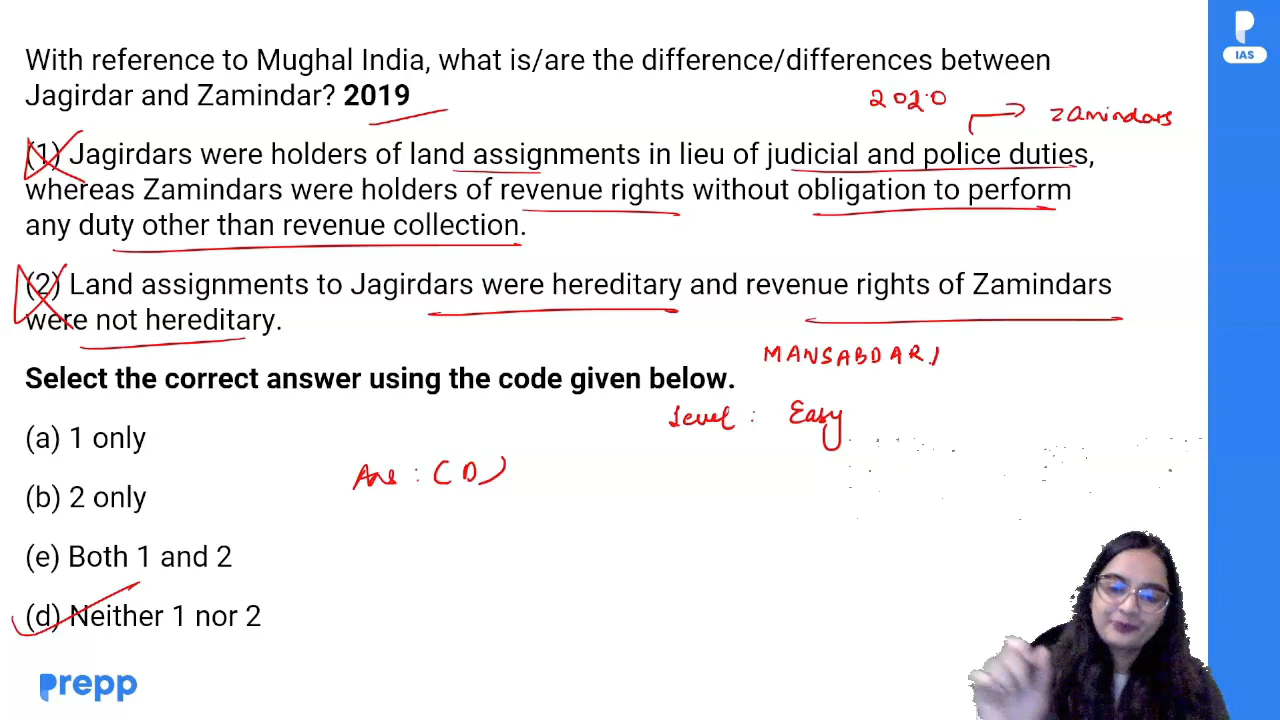 With reference to Mughal India, what is/are the difference/differences between
Jagirdar and Zamindar? 2019
2020
zamindars
(1) Jagirdars were holders of land assignments in lieu of judicial and police duties,
whereas Zamindars were holders of revenue rights without obligation to perform
any duty other than revenue collection.
(2) Land assignments to Jagirdars were hereditary and revenue rights of Zamindars
were not hereditary.
MANSABDARI
Select the correct answer using the code given below.
Level : Easy
(a) 1 only
Ans : (D)
(b) 2 only
(e) Both 1 and 2
(d) Neither 1 nor 2
prepp
IAS